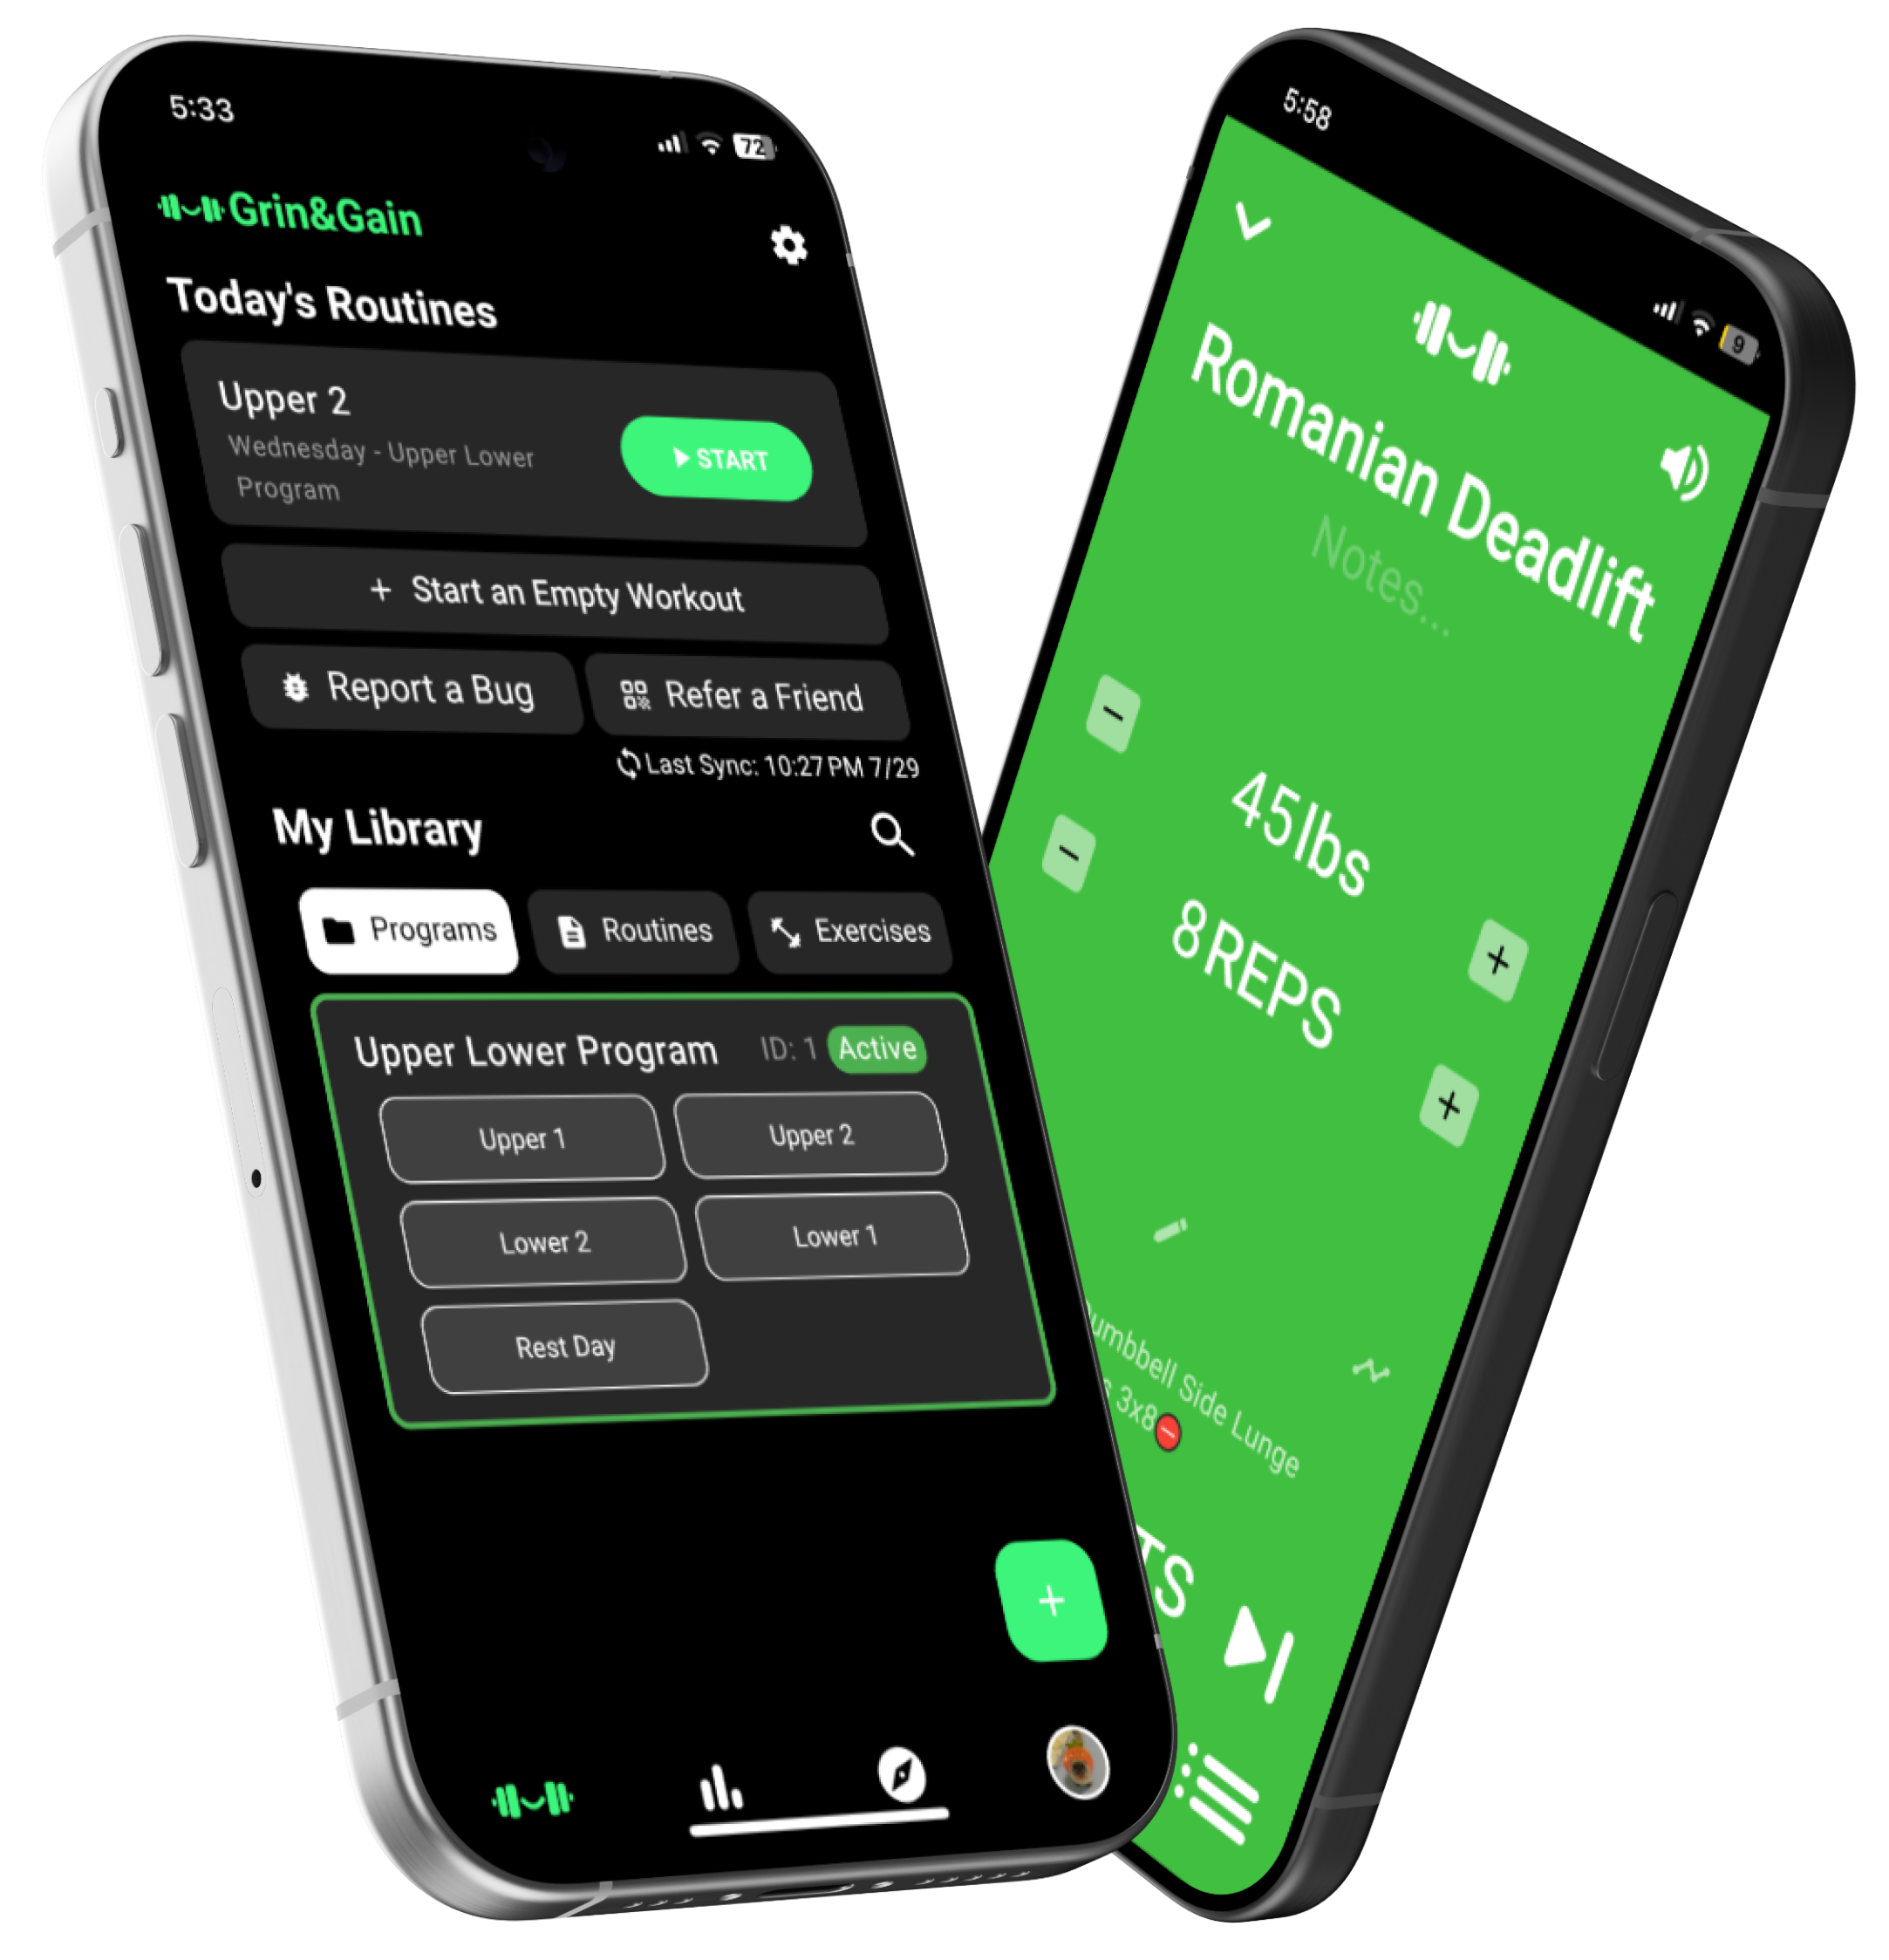 5:33
72
Grin&Gain
Today's Routines
Upper 2
Wednesday - Upper Lower
Program
START
+ Start an Empty Workout
Report a Bug
Refer a Friend
Last Sync: 10:27 PM 7/29
My Library
Programs
Routines
Exercises
Upper Lower Program
ID: 1
Active
Upper 1
Upper 2
Lower 2
Lower 1
Rest Day
+
5:58
9
Romanian Deadlift
Notes...
−
45lbs
+
−
8REPS
+
umbbell Side Lunge
s 3x8
TS